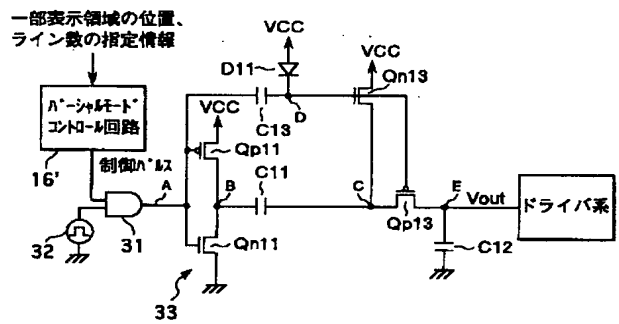 一部表示領域の位置、
ライン数の指定情報
ﾊﾟｰｼｬﾙﾓｰﾄﾞ
ｺﾝﾄﾛｰﾙ回路
16'
制御ﾊﾟﾙｽ
A
31
32
33
VCC
Qp11
B
Qn11
C11
C13
VCC
D11
D
VCC
Qn13
C
Qp13
E
Vout
C12
ドライバ系